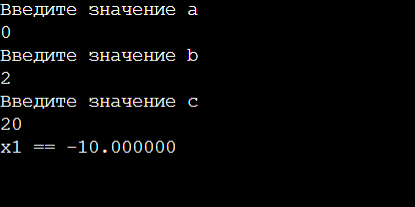 Введите значение a
0
Введите значение b
2
Введите значение c
20
x1 == -10.000000